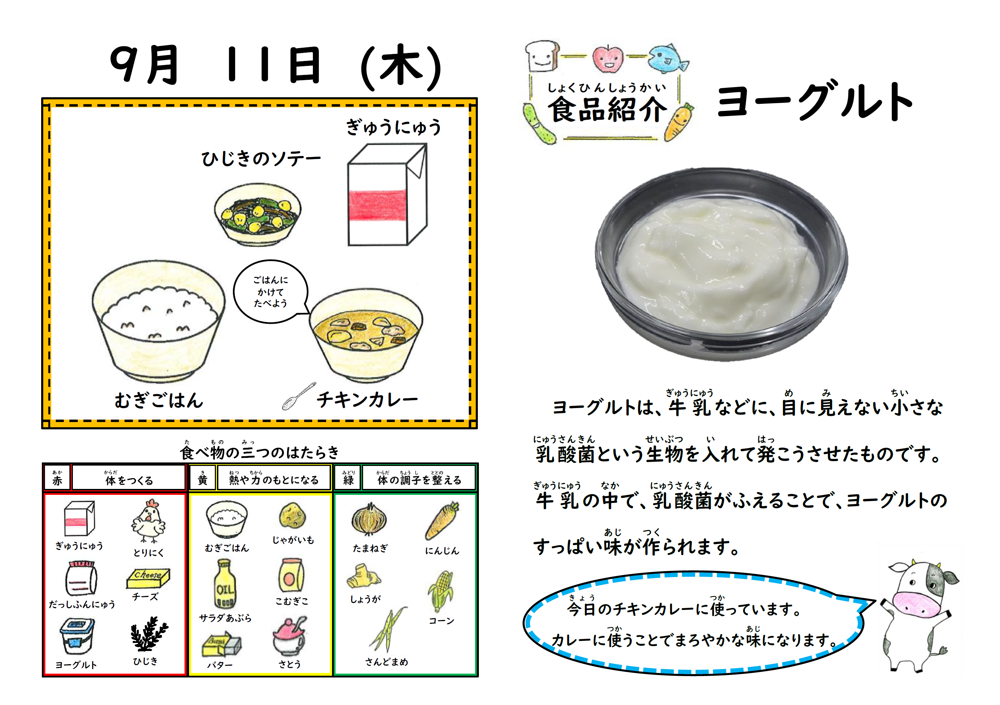 9月 11日 (木)
ぎゅうにゅう
ひじきのソテー
ごはんに
かけて
たべよう
むぎごはん
チキンカレー
た もの みっ
食べ物の三つのはたらき
あか からだ
赤 体をつくる
き ねつ ちから
黄 熱や力のもとになる
みどり からだ ちょう し ととの
緑 体の調子を整える
ぎゅうにゅう
とりにく
だっしふんにゅう
Cheese
チーズ
ヨーグルト
ひじき
むぎごはん
じゃがいも
OIL
サラダあぶら
こむぎこ
バター
さとう
たまねぎ
にんじん
しょうが
コーン
さんどまめ
しょくひんしょうかい
食品紹介
ヨーグルト
ぎゅうにゅう め み ちい
ヨーグルトは、牛乳などに、目に見えない小さな
にゅうさんきん せいぶつ い はっ
乳酸菌という生物を入れて発こうさせたものです。
ぎゅうにゅう なか にゅうさんきん
牛乳の中で、乳酸菌がふえることで、ヨーグルトの
あじ つく
すっぱい味が作られます。
きょう つか
今日のチキンカレーに使っています。
つか あじ
カレーに使うことでまろやかな味になります。